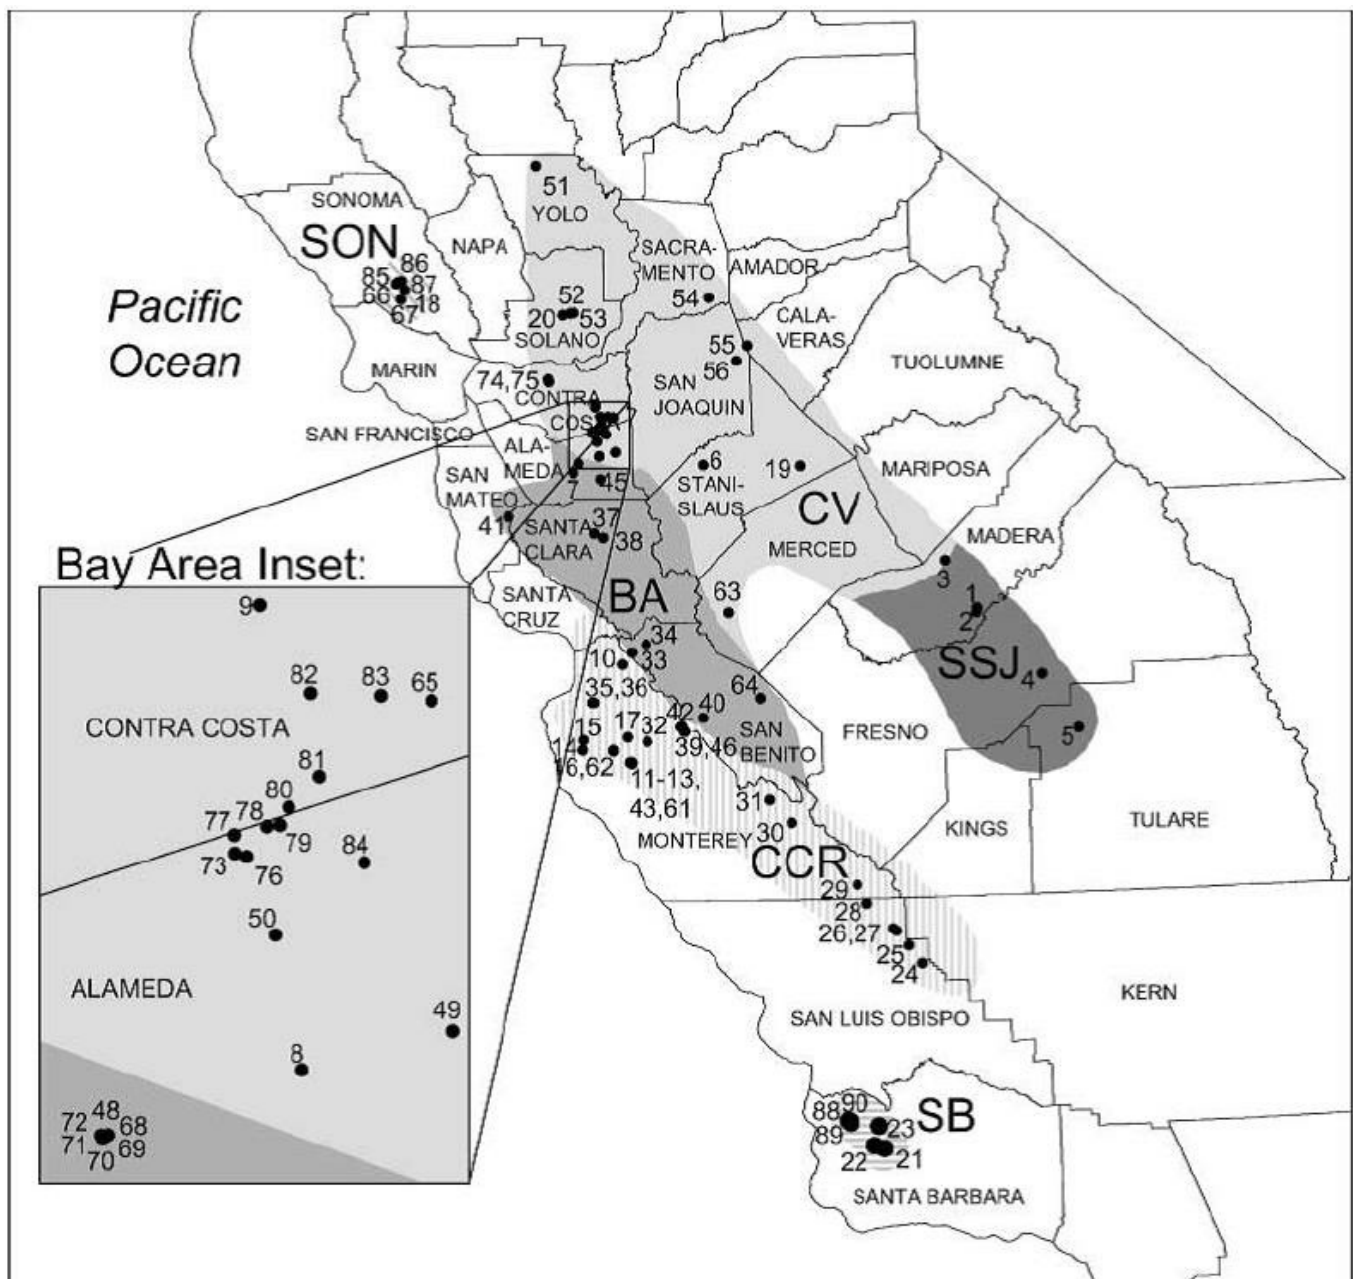 51
YOLO
SONOMA
SON
NAPA
SACRA-
MENTO
AMADOR
86
85
87
66
18
67
Pacific
Ocean
52
20
53
SOLANO
54
CALA-
VERAS
55
56
TUOLUMNE
MARIN
74,75
CONTRA
COSTA
SAN
JOAQUIN
SAN FRANCISCO
ALA-
MEDA
SAN
MATEO
7
45
6
STANI-
SLAUS
19
MARIPOSA
CV
41
SANTA
CLARA
37
38
MERCED
MADERA
3
Bay Area Inset:
SANTA
CRUZ
BA
63
1
2
SSJ
4
5
34
33
10
35,36
64
40
42
39,46
SAN
BENITO
FRESNO
15
14
17
32
16,62
11-13,
43,61
31
30
MONTEREY
KINGS
TULARE
CCR
29
28
26,27
25
24
KERN
SAN LUIS OBISPO
90
88
89
SB
23
22
21
SANTA BARBARA
9
82
83
65
CONTRA COSTA
81
80
78
77
79
73
76
84
50
ALAMEDA
49
8
48
72
68
71
69
70